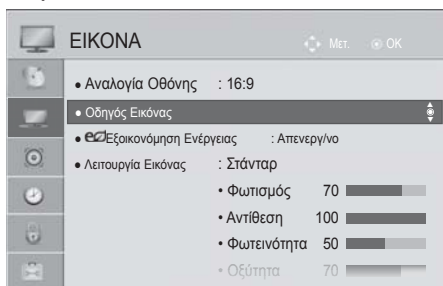 ΕΙΚΟΝΑ Μετ. OK
• Αναλογία Οθόνης : 16:9
• Οδηγός Εικόνας
• eco Εξοικονόμηση Ενέργειας : Απενεργ/νο
• Λειτουργία Εικόνας : Στάνταρ
• Φωτισμός 70
• Αντίθεση 100
• Φωτεινότητα 50
• Οξύτητα 70